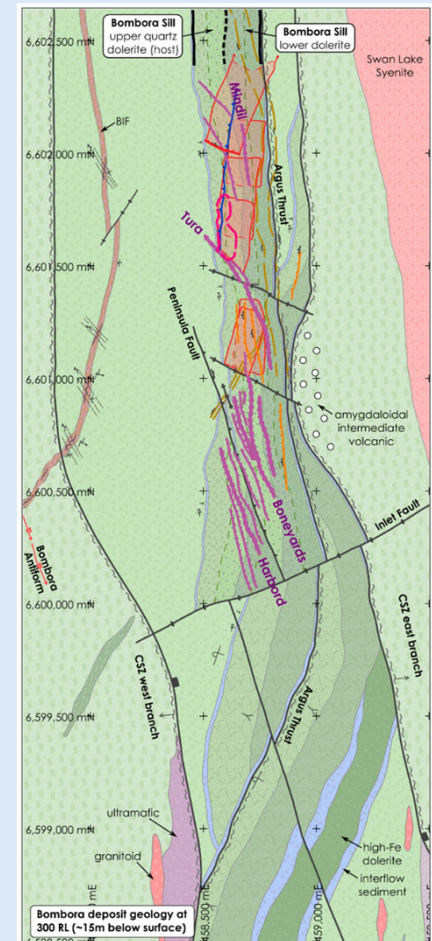 Bombora Sill
upper quartz
dolerite (host)
Bombora Sill
lower dolerite
6,602,500 mN
Swan Lake
Syenite
BIF
Mindil
6,602,000 mN
Argus Thrust
Tura
6,601,500 mN
Peninsula Fault
6,601,000 mN
amygdaloidal
intermediate
volcanic
6,600,500 mN
Boneyards
Inlet Fault
Bombora
Antiform
Harbord
6,600,000 mN
CSZ west branch
CSZ east branch
Argus Thrust
6,599,500 mN
ultramafic
6,599,000 mN
high-Fe
dolerite
granitoid
interflow
sediment
Bombora deposit geology at
300 RL (~15m below surface)
458,500 mE
459,000 mE